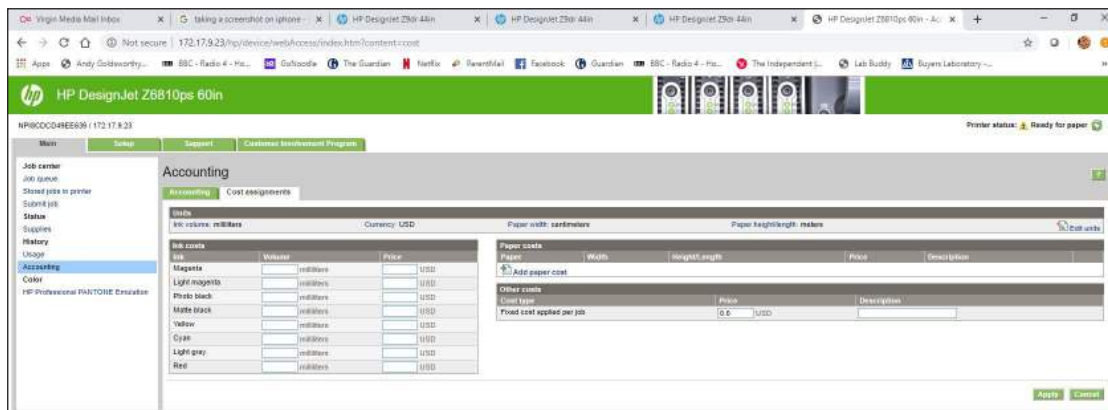 Virgin Media Mail Inbox
taking a screenshot on iphone -
HP DesignJet Z9dr 44in
HP DesignJet Z9dr 44in
HP DesignJet Z9dr 44in
HP DesignJet Z6810ps 60in - Ac
Not secure 172.17.9.23/hp/device/webAccess/index.htm?content=cost
Apps Andy Goldsworthy... BBC - Radio 4 - Ho... GoNoodle The Guardian Netflix ParentMail Facebook Guardian BBC - Radio 4 - Ho... The Independent |... Lab Buddy Buyers Laboratory -...
hp HP DesignJet Z6810ps 60in
172.17.9.23
Printer status: Ready for paper
Main Setup Support Customer Involvement Program
Job center
Job queue
Stored jobs in printer
Submit job
Status
Supplies
History
Usage
Accounting
Color
HP Professional PANTONE Emulation
Accounting
Accounting Cost assignments
Units
Ink volume: milliliters Currency: USD Paper width: centimeters Paper height/length: meters Edit units
Ink costs
Ink Volume Price
Magenta milliliters USD
Light magenta milliliters USD
Photo black milliliters USD
Matte black milliliters USD
Yellow milliliters USD
Cyan milliliters USD
Light gray milliliters USD
Red milliliters USD
Paper costs
Paper Width Height/Length Price Description
Add paper cost
Other costs
Cost type Price Description
Fixed cost applied per job 0.0 USD
Apply Cancel